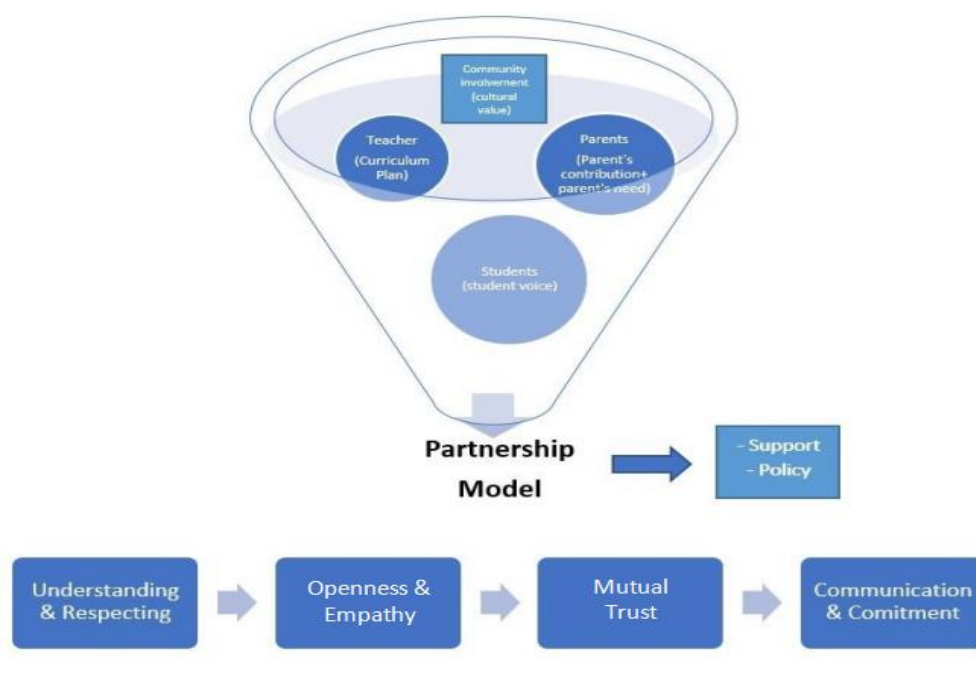 Community
involvement
(cultural
value)
Teacher
(Curriculum
Plan)
Parents
(Parent's
contribution+
parent's need)
Students
(student voice)
Partnership
Model
- Support
- Policy
Understanding
& Respecting
Openness &
Empathy
Mutual
Trust
Communication
& Comitment